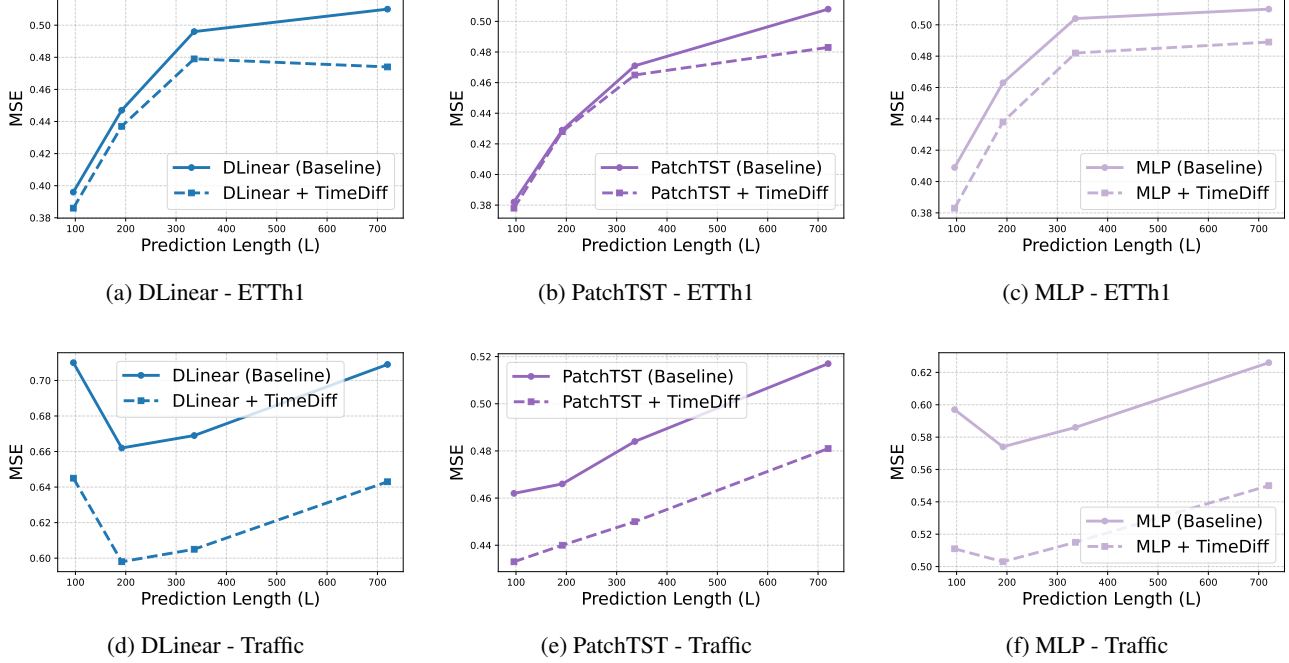 0.50
0.48
0.46
0.44
0.42
0.40
0.38
MSE
DLinear (Baseline)
DLinear + TimeDiff
100 200 300 400 500 600 700
Prediction Length (L)
(a) DLinear - ETTh1
0.50
0.48
0.46
0.44
0.42
0.40
0.38
MSE
PatchTST (Baseline)
PatchTST + TimeDiff
100 200 300 400 500 600 700
Prediction Length (L)
(b) PatchTST - ETTh1
0.50
0.48
0.46
0.44
0.42
0.40
0.38
MSE
MLP (Baseline)
MLP + TimeDiff
100 200 300 400 500 600 700
Prediction Length (L)
(c) MLP - ETTh1
0.70
0.68
0.66
0.64
0.62
0.60
MSE
DLinear (Baseline)
DLinear + TimeDiff
100 200 300 400 500 600 700
Prediction Length (L)
(d) DLinear - Traffic
0.52
0.50
0.48
0.46
0.44
MSE
PatchTST (Baseline)
PatchTST + TimeDiff
100 200 300 400 500 600 700
Prediction Length (L)
(e) PatchTST - Traffic
0.62
0.60
0.58
0.56
0.54
0.52
0.50
MSE
MLP (Baseline)
MLP + TimeDiff
100 200 300 400 500 600 700
Prediction Length (L)
(f) MLP - Traffic